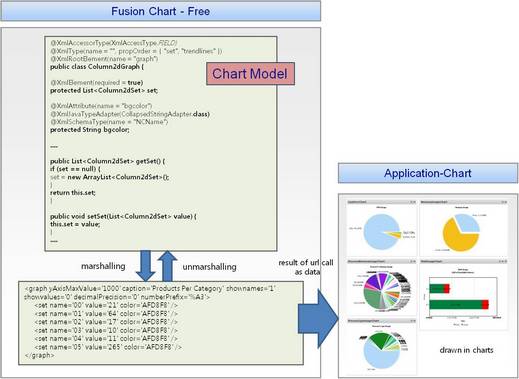 Fusion Chart - Free
@XmlAccessorType(XmlAccessType.FIELD)
@XmlType(name = "", propOrder = { "set", "trendlines" })
@XmlRootElement(name = "graph")
public class Column2dGraph {
Chart Model
@XmlElement(required = true)
protected List<Column2dSet> set;
@XmlAttribute(name = "bgcolor")
@XmlJavaTypeAdapter(CollapsedStringAdapter.class)
@XmlSchemaType(name = "NCName")
protected String bgcolor;
....
public List<Column2dSet> getSet() {
if (set == null) {
set = new ArrayList<Column2dSet>();
}
return this.set;
}
public void setSet(List<Column2dSet> value) {
this.set = value;
}
....
marshalling
unmarshalling
result of url call
as data
<graph yAxisMaxValue='1000' caption='Products Per Category' shownames='1'
showvalues='0' decimalPrecision='0' numberPrefix='%A3'>
<set name='00' value='21' color='AFD8F8' />
<set name='01' value='64' color='AFD8F8' />
<set name='02' value='17' color='AFD8F8' />
<set name='03' value='10' color='AFD8F8' />
<set name='04' value='11' color='AFD8F8' />
<set name='05' value='265' color='AFD8F8' />
</graph>
Application-Chart
drawn in charts